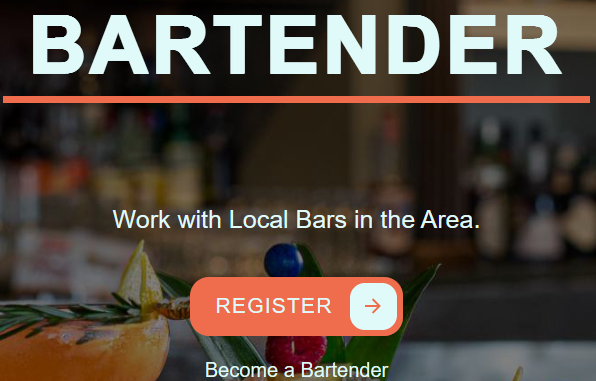 BARTENDER
Work with Local Bars in the Area.
REGISTER
Become a Bartender